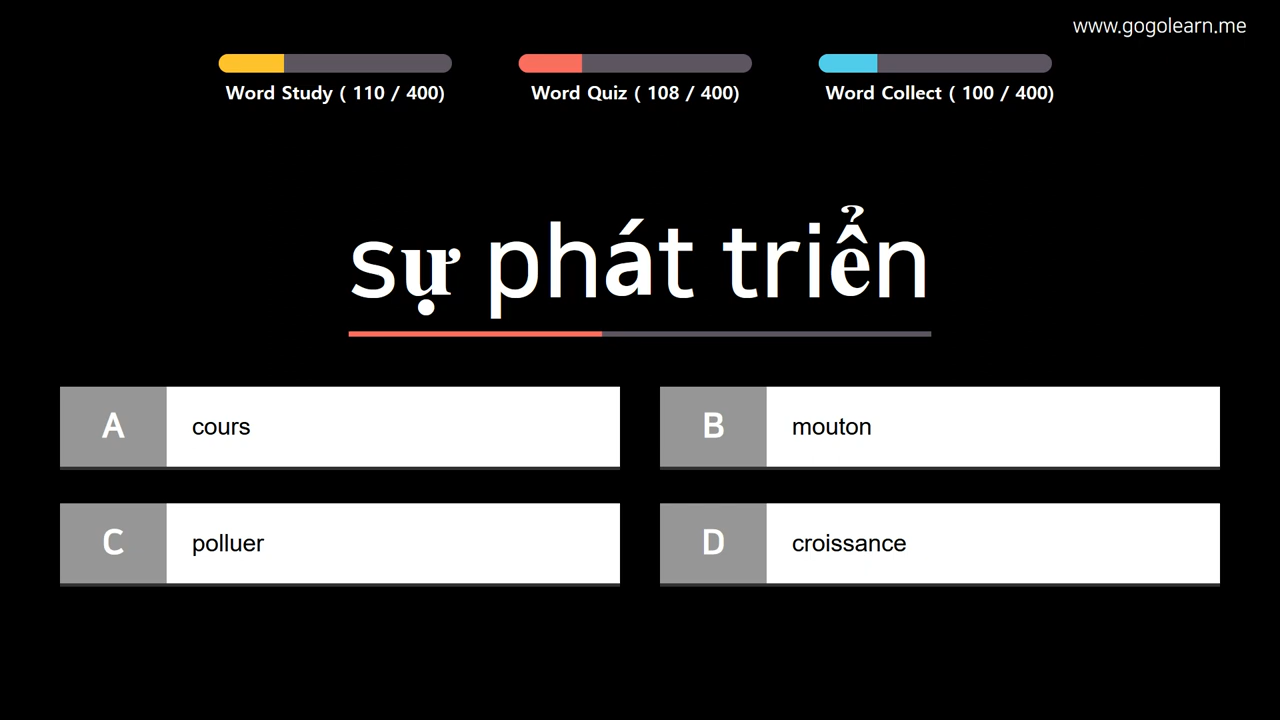 www.gogolearn.me
Word Study ( 110 / 400)
Word Quiz ( 108 / 400)
Word Collect ( 100 / 400)
sự phát triển
A cours
B mouton
C polluer
D croissance